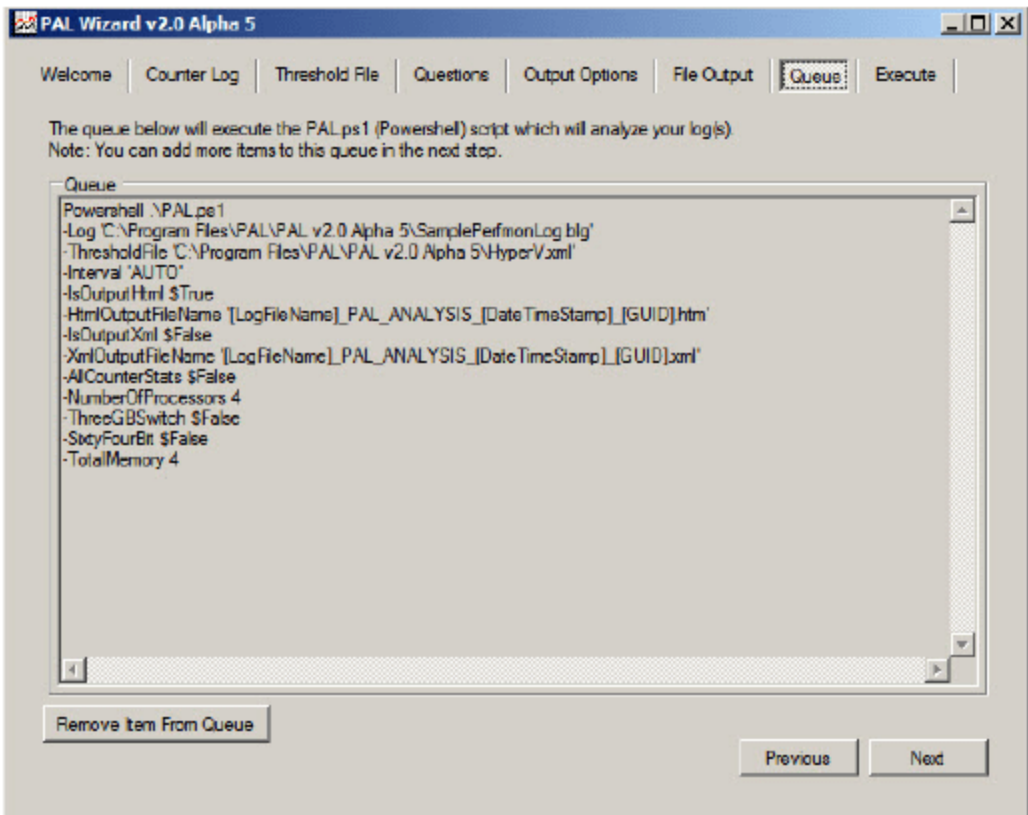 PAL Wizard v2.0 Alpha 5
Welcome Counter Log Threshold File Questions Output Options File Output Queue Execute
The queue below will execute the PAL.ps1 (Powershell) script which will analyze your log(s).
Note: You can add more items to this queue in the next step.
Queue
Powershell .\PAL.ps1
-Log 'C:\Program Files\PAL\PAL v2.0 Alpha 5\SamplePerfmonLog.blg'
-ThresholdFile 'C:\Program Files\PAL\PAL v2.0 Alpha 5\HyperV.xml'
-Interval "AUTO"
-IsOutputHtml $True
-HtmlOutputFileName '[LogFileName]_PAL_ANALYSIS_[DateTimeStamp]_[GUID].htm'
-IsOutputXml $False
-XmlOutputFileName '[LogFileName]_PAL_ANALYSIS_[DateTimeStamp]_[GUID].xml'
-AllCounterStats $False
-NumberOfProcessors 4
-ThreeGBSwitch $False
-SixtyFourBit $False
-TotalMemory 4
Remove Item From Queue
Previous Next